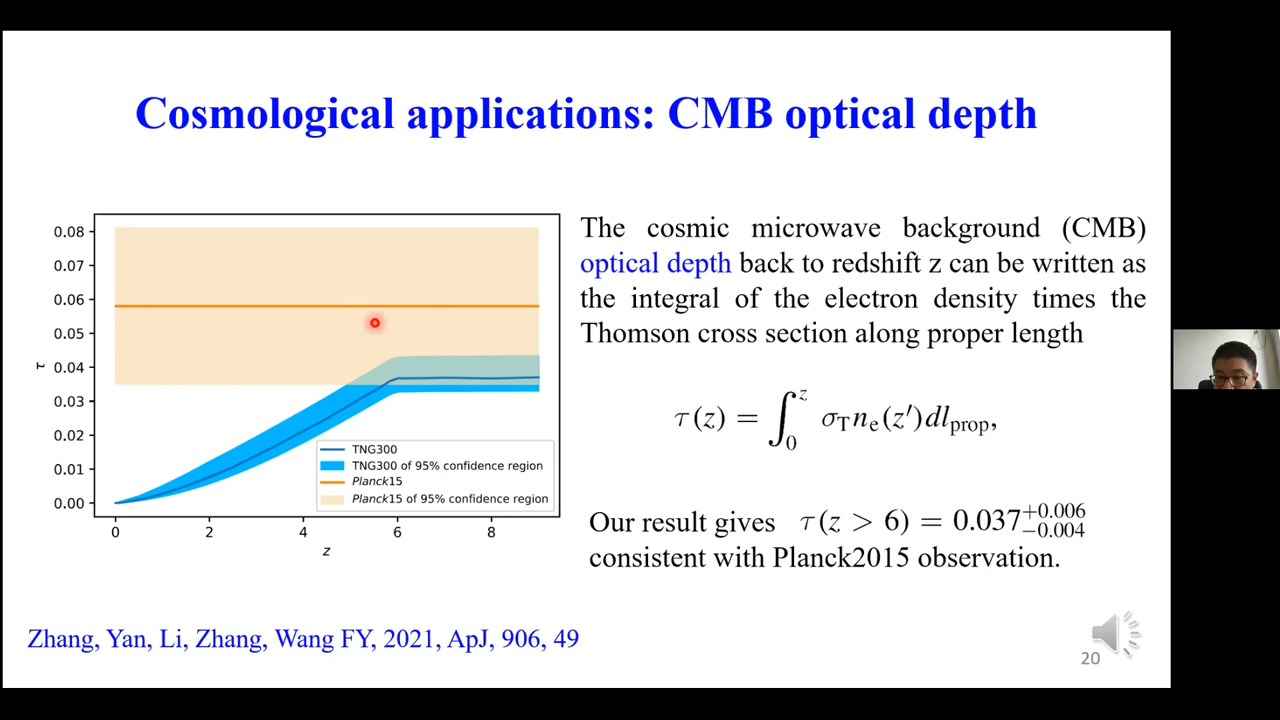 Cosmological applications: CMB optical depth
0.08
0.07
0.06
0.05
0.04
0.03
0.02
0.01
0.00
τ
0
2
4
6
8
z
TNG300
TNG300 of 95% confidence region
Planck15
Planck15 of 95% confidence region
The cosmic microwave background (CMB)
optical depth back to redshift z can be written as
the integral of the electron density times the
Thomson cross section along proper length
τ(z) = ∫₀ᶻ σ_T n_e(z′)dl_prop,
Our result gives τ(z > 6) = 0.037^{+0.006}_{−0.004}
consistent with Planck2015 observation.
Zhang, Yan, Li, Zhang, Wang FY, 2021, ApJ, 906, 49
20